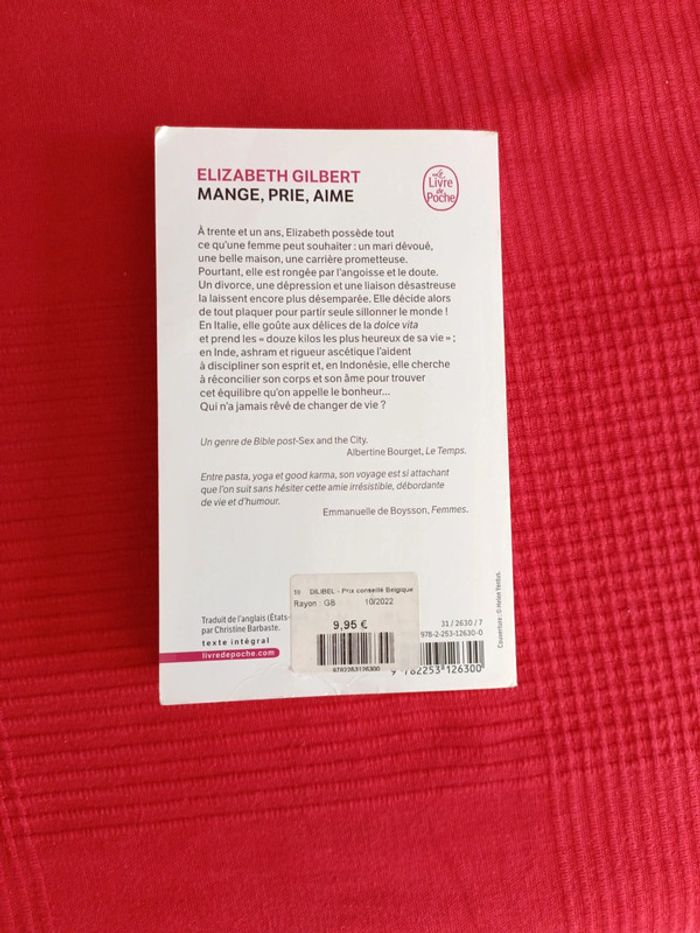 ELIZABETH GILBERT
MANGE, PRIE, AIME
Le
Livre
de
Poche
À trente et un ans, Elizabeth possède tout
ce qu'une femme peut souhaiter : un mari dévoué,
une belle maison, une carrière prometteuse.
Pourtant, elle est rongée par l'angoisse et le doute.
Un divorce, une dépression et une liaison désastreuse
la laissent encore plus désemparée. Elle décide alors
de tout plaquer pour partir seule sillonner le monde !
En Italie, elle goûte aux délices de la dolce vita
et prend les « douze kilos les plus heureux de sa vie » ;
en Inde, ashram et rigueur ascétique l'aident
à discipliner son esprit et, en Indonésie, elle cherche
à réconcilier son corps et son âme pour trouver
cet équilibre qu'on appelle le bonheur...
Qui n'a jamais rêvé de changer de vie ?
Un genre de Bible post-Sex and the City.
Albertine Bourget, Le Temps.
Entre pasta, yoga et good karma, son voyage est si attachant
que l'on suit sans hésiter cette amie irrésistible, débordante
de vie et d'humour.
Emmanuelle de Boysson, Femmes.
DILIBEL - Prix conseillé Belgique
Rayon : GB 10/2022
9,95 €
9782253126300
Traduit de l'anglais (États-
par Christine Barbaste.
texte intégral
livredepoche.com
31 / 2630 / 7
978-2-253-12630-0
9 782253 126300
Couverture : © Helen Yentus.